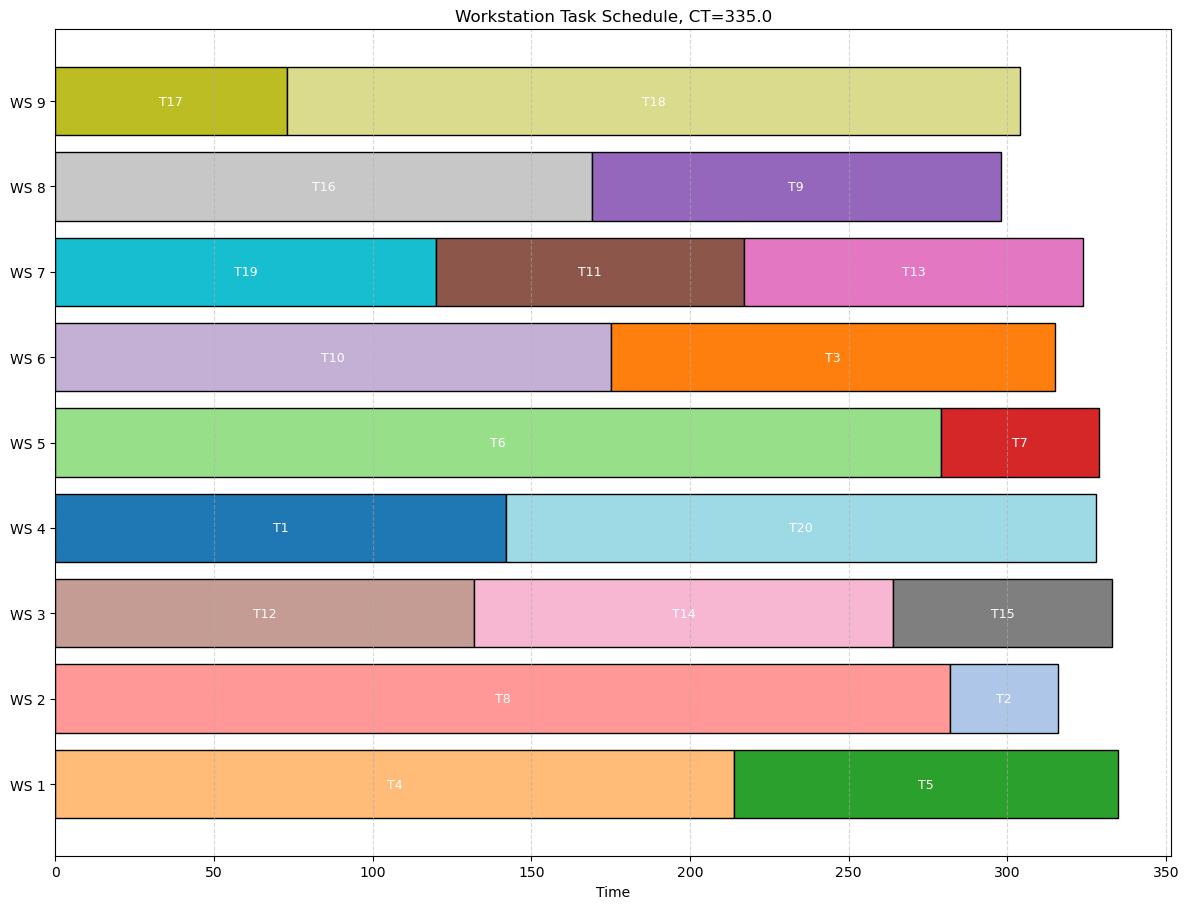 Workstation Task Schedule, CT=335.0
WS 9
T17
T18
WS 8
T16
T9
WS 7
T19
T11
T13
WS 6
T10
T3
WS 5
T6
T7
WS 4
T1
T20
WS 3
T12
T14
T15
WS 2
T8
T2
WS 1
T4
T5
0
50
100
150
200
250
300
350
Time